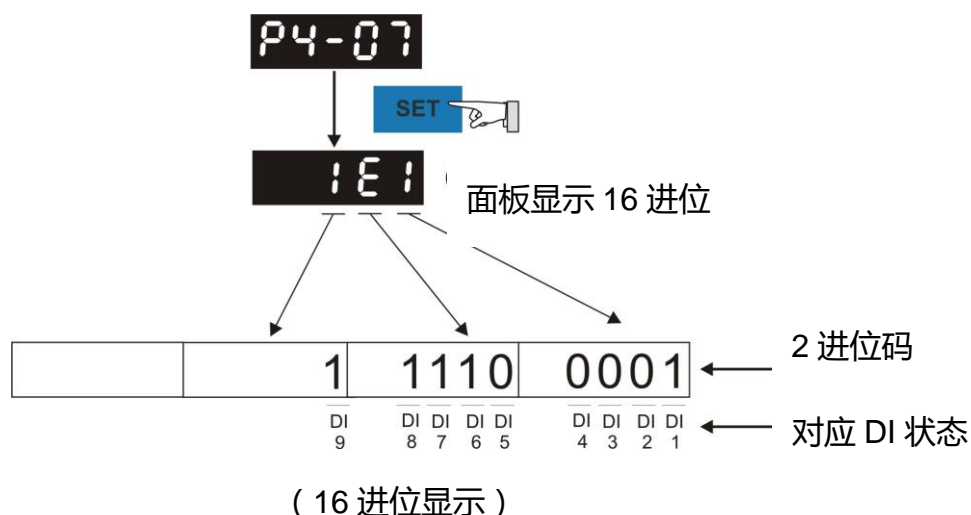 P4-07
SET
1E1
面板显示 16 进位
1 1110 0001
2 进位码
DI 9 DI 8 DI 7 DI 6 DI 5 DI 4 DI 3 DI 2 DI 1
对应 DI 状态
(16 进位显示)